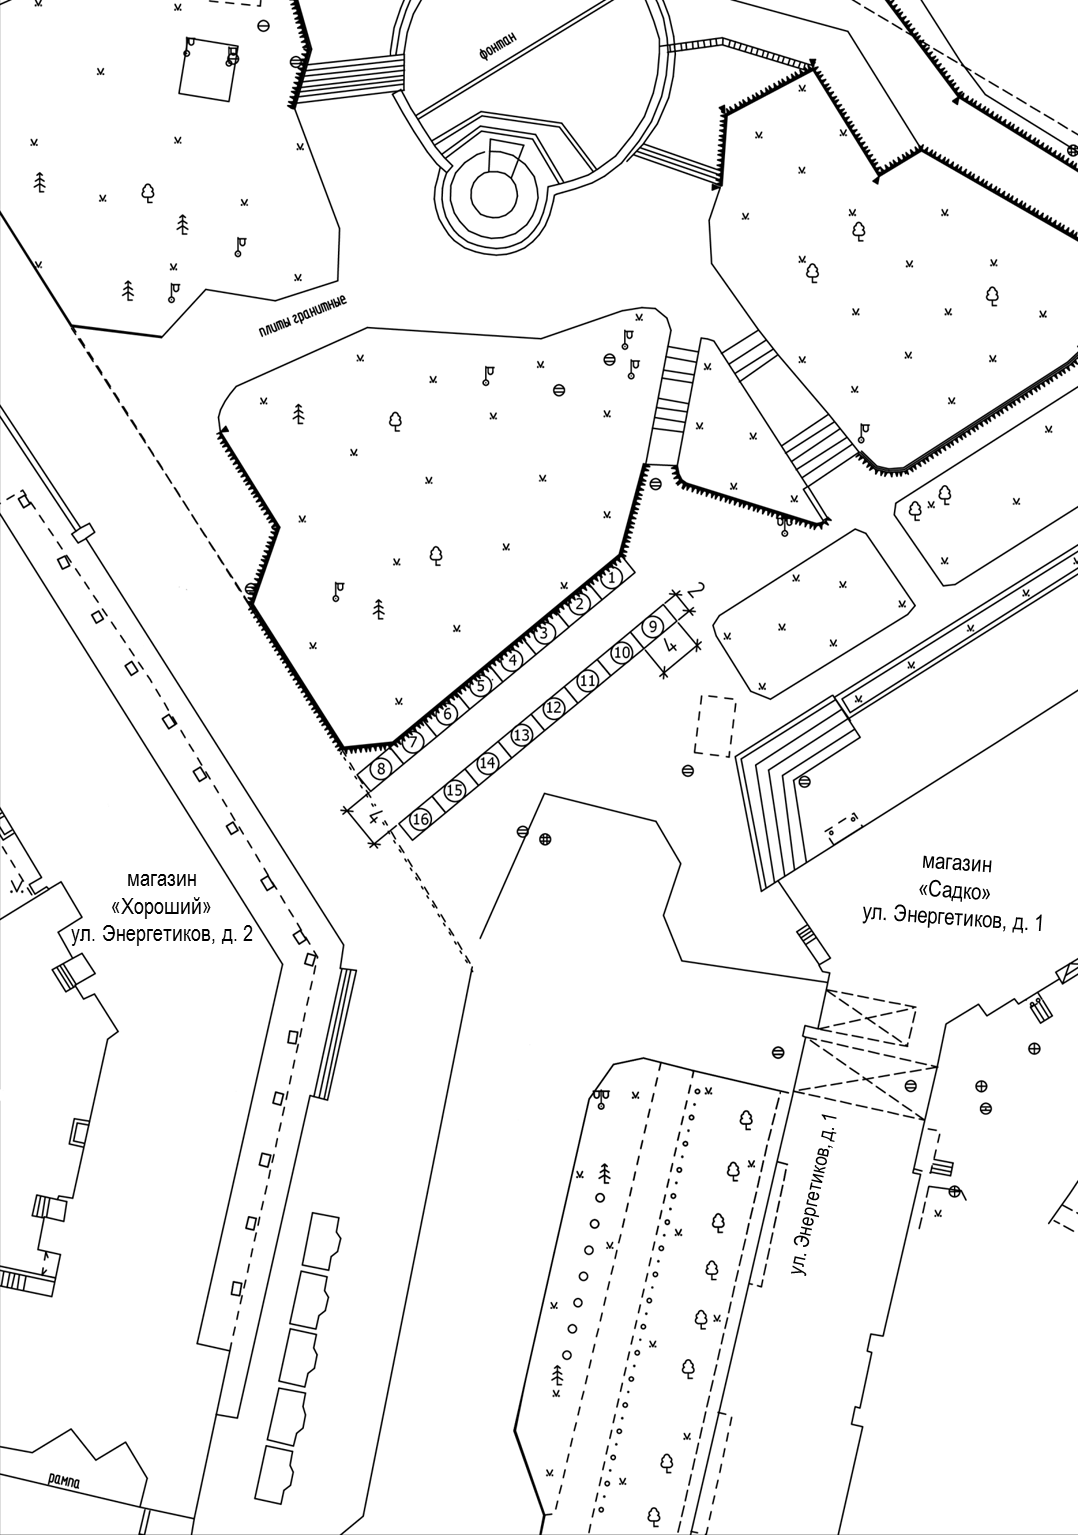 фонтан
плиты гранитные
1
2
3
4
5
6
7
8
9
10
11
12
13
14
15
16
2
4
4
магазин
«Хороший»
ул. Энергетиков, д. 2
магазин
«Садко»
ул. Энергетиков, д. 1
ул. Энергетиков, д. 1
рампа